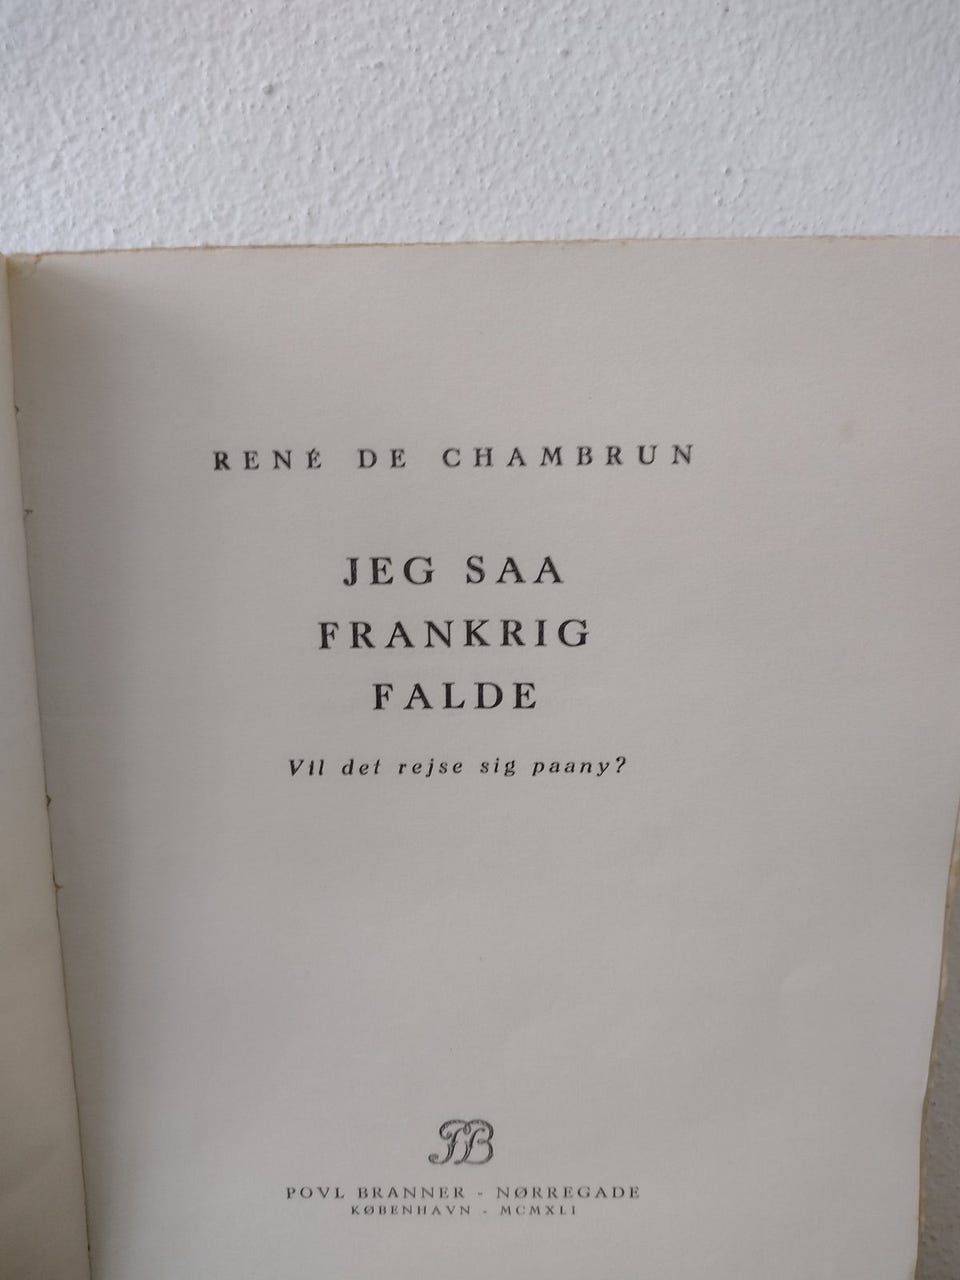 RENÉ DE CHAMBRUN
JEG SAA
FRANKRIG
FALDE
Vil det rejse sig paany?
PB
POVL BRANNER - NØRREGADE
KØBENHAVN - MCMXLI